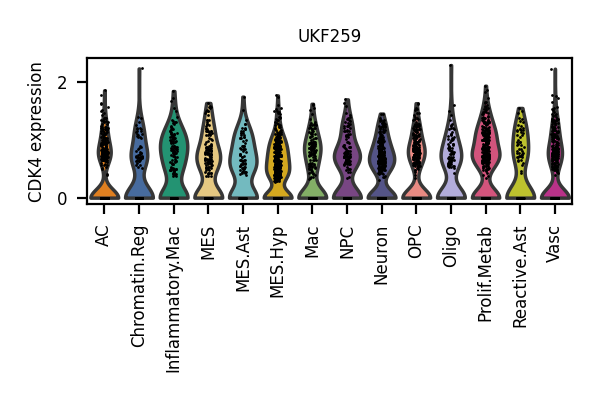 UKF259
CDK4 expression
2
0
AC
Chromatin.Reg
Inflammatory.Mac
MES
MES.Ast
MES.Hyp
Mac
NPC
Neuron
OPC
Oligo
Prolif.Metab
Reactive.Ast
Vasc